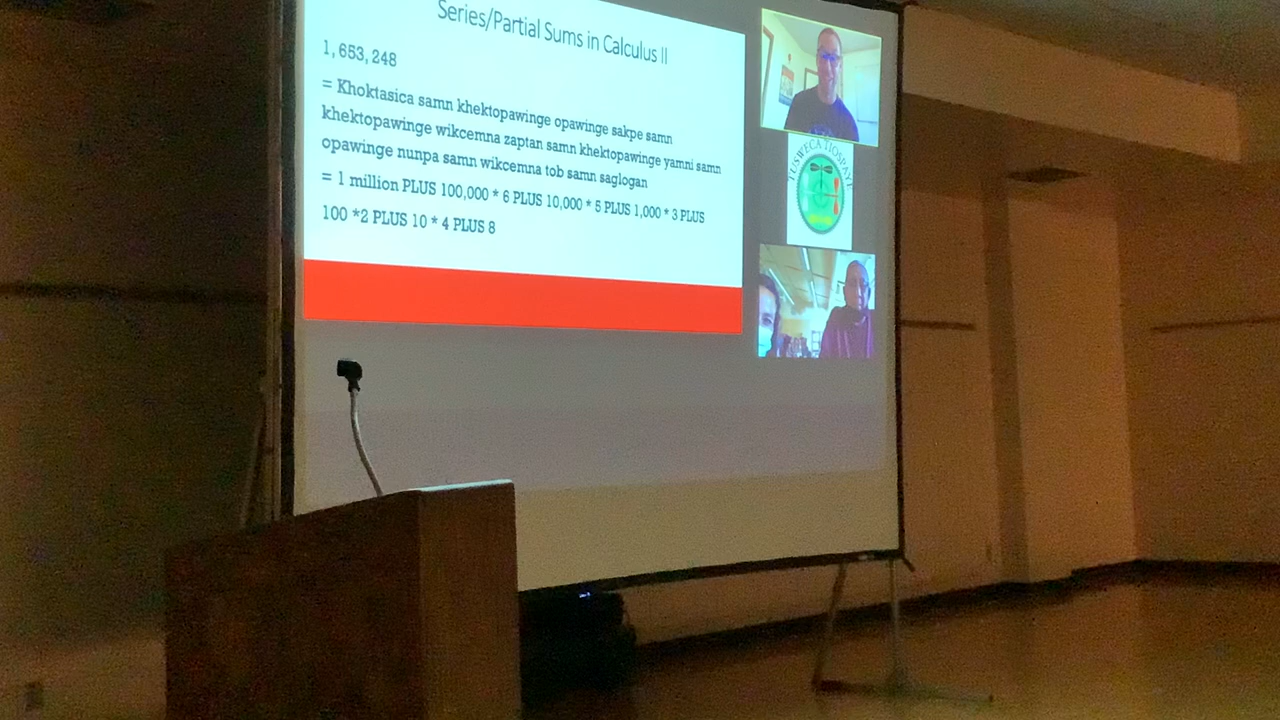 Series/Partial Sums in Calculus II
1, 653, 248
= Khoktasica samn khektopawinge opawinge sakpe samn
khektopawinge wikcemna zaptan samn khektopawinge yamni samn
opawinge nunpa samn wikcemna tob samn saglogan
= 1 million PLUS 100,000 * 6 PLUS 10,000 * 5 PLUS 1,000 * 3 PLUS
100 *2 PLUS 10 * 4 PLUS 8
TUSWECA TIOSPAYE